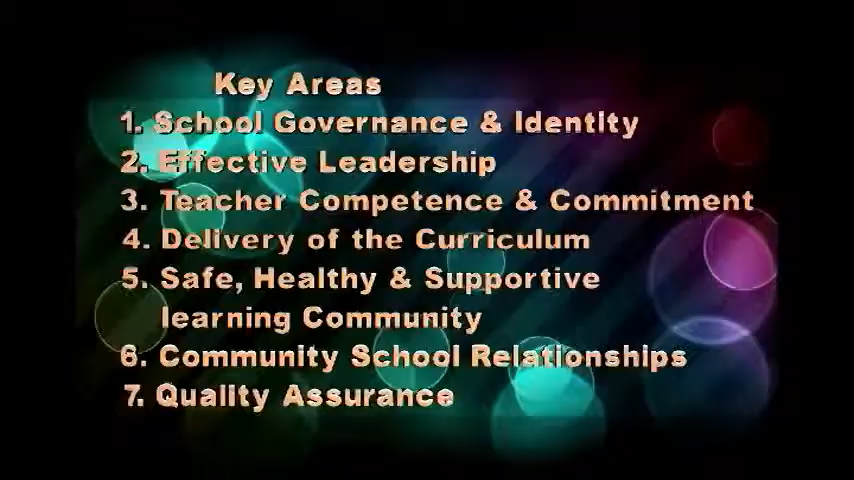 Key Areas
1. School Governance & Identity
2. Effective Leadership
3. Teacher Competence & Commitment
4. Delivery of the Curriculum
5. Safe, Healthy & Supportive
learning Community
6. Community School Relationships
7. Quality Assurance